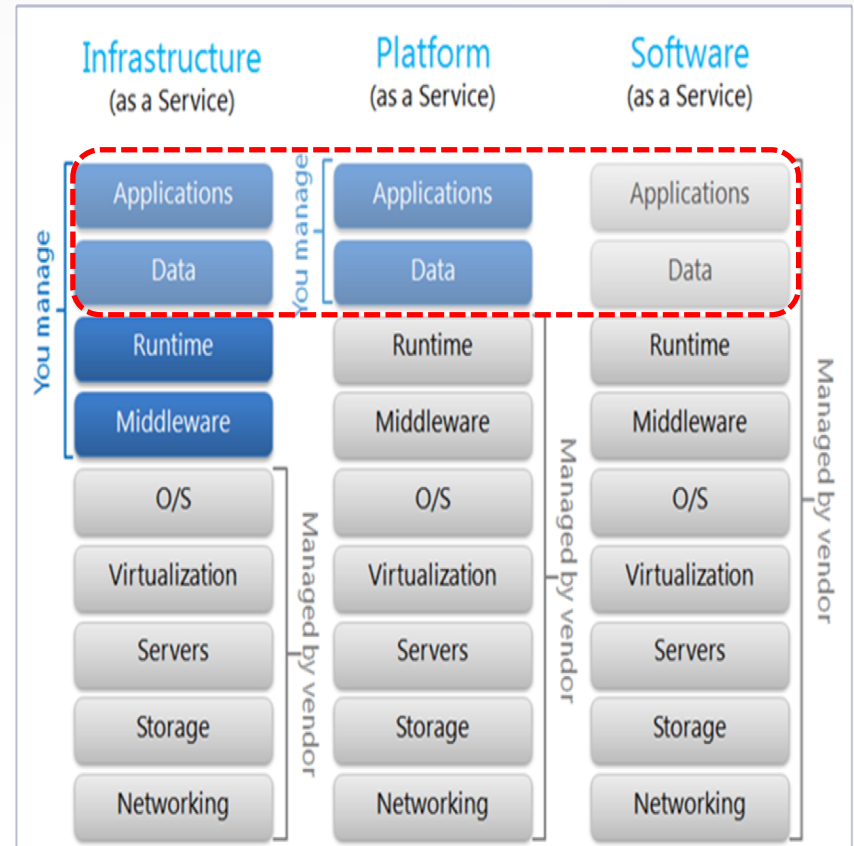 Infrastructure
(as a Service)
Platform
(as a Service)
Software
(as a Service)
You manage
Applications
Data
Runtime
Middleware
O/S
Virtualization
Servers
Storage
Networking
Managed by vendor
You manage
Applications
Data
Runtime
Middleware
O/S
Virtualization
Servers
Storage
Networking
Managed by vendor
Applications
Data
Runtime
Middleware
O/S
Virtualization
Servers
Storage
Networking
Managed by vendor